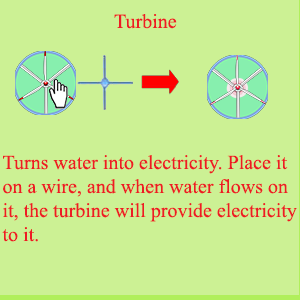 Turbine
Turns water into electricity. Place it
on a wire, and when water flows on
it, the turbine will provide electricity
to it.